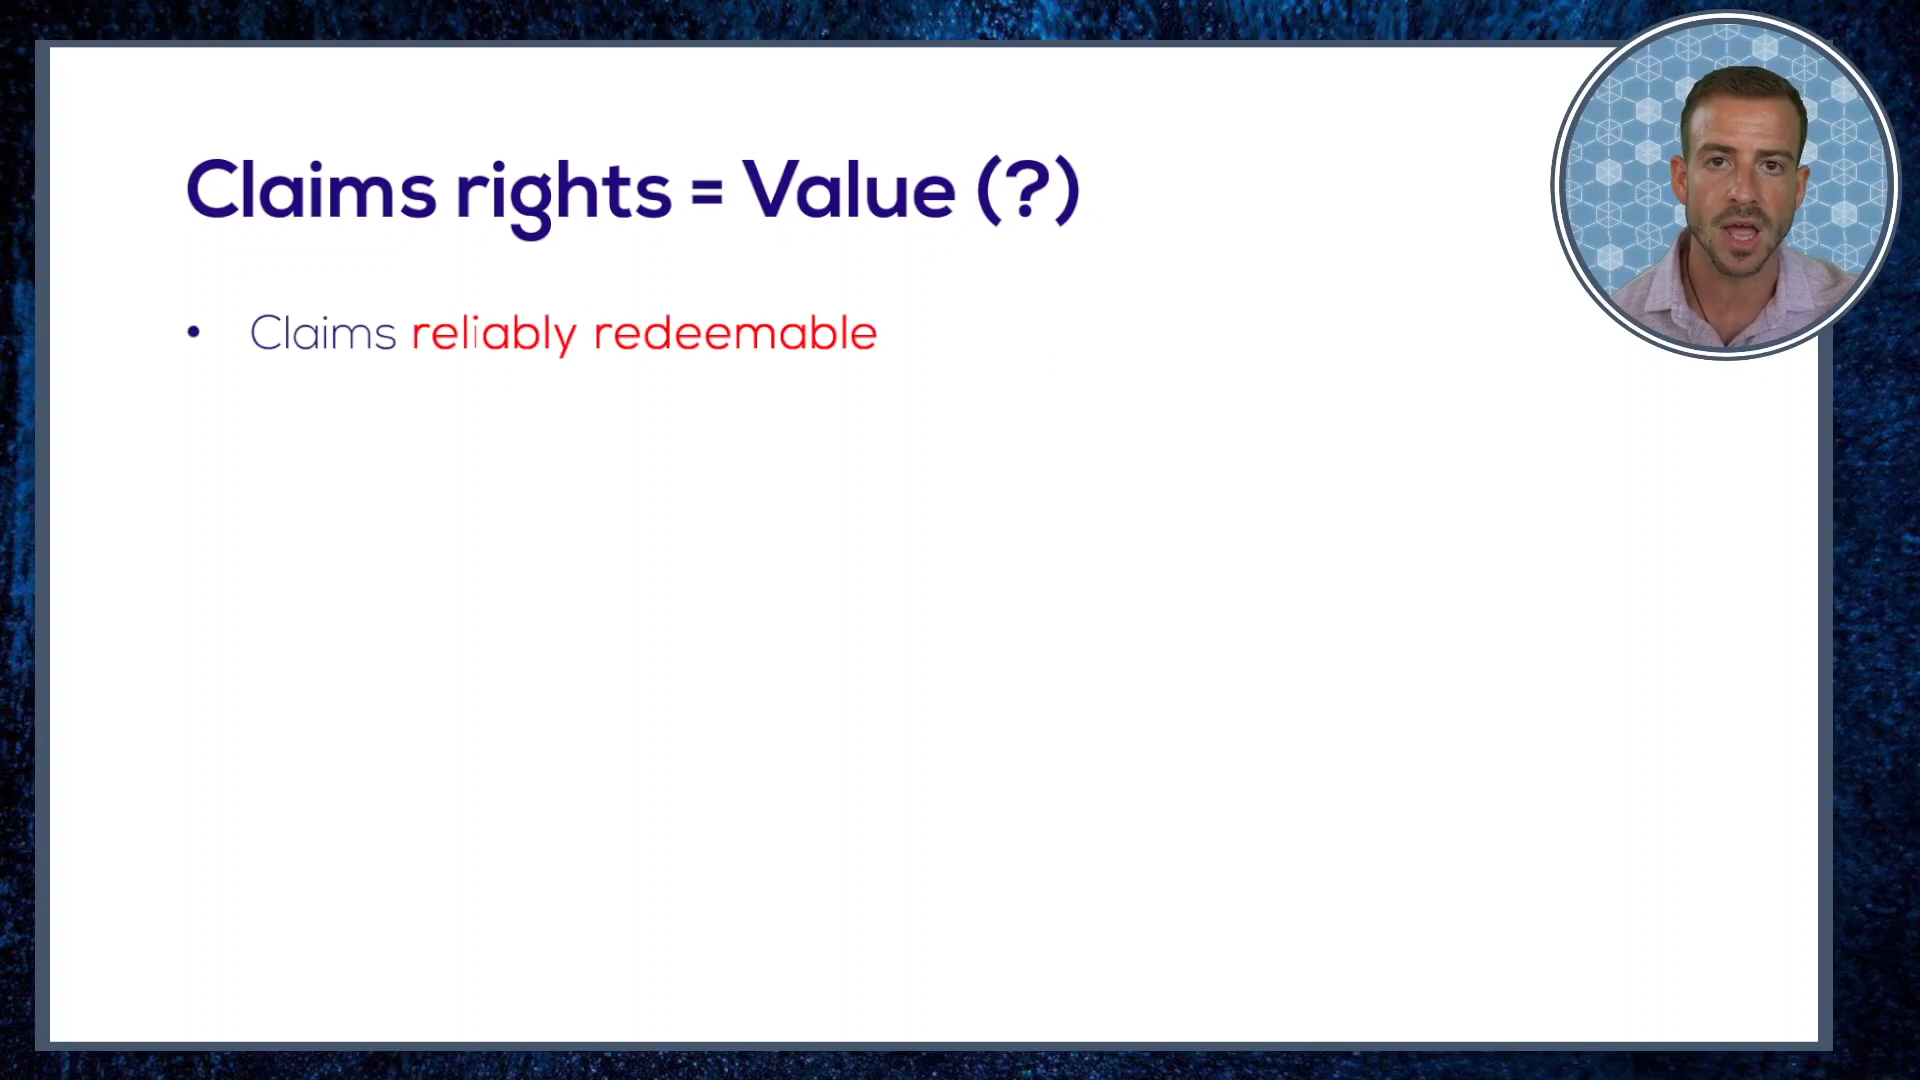 Claims rights = Value (?)
• Claims reliably redeemable